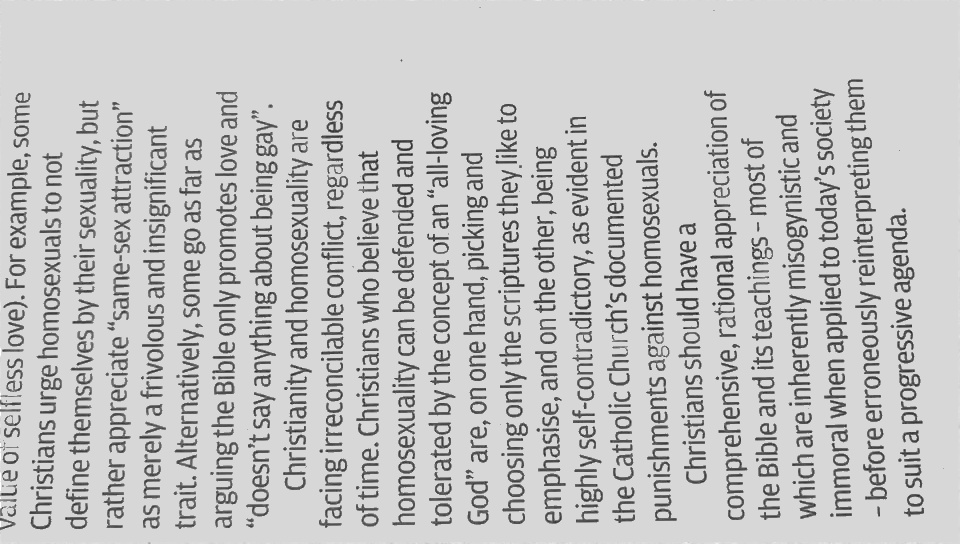 value of selfless love). For example, some
Christians urge homosexuals to not
define themselves by their sexuality, but
rather appreciate “same-sex attraction”
as merely a frivolous and insignificant
trait. Alternatively, some go as far as
arguing the Bible only promotes love and
“doesn’t say anything about being gay”.
Christianity and homosexuality are
facing irreconcilable conflict, regardless
of time. Christians who believe that
homosexuality can be defended and
tolerated by the concept of an “all-loving
God” are, on one hand, picking and
choosing only the scriptures they like to
emphasise, and on the other, being
highly self-contradictory, as evident in
the Catholic Church’s documented
punishments against homosexuals.
Christians should have a
comprehensive, rational appreciation of
the Bible and its teachings – most of
which are inherently misogynistic and
immoral when applied to today’s society
– before erroneously reinterpreting them
to suit a progressive agenda.